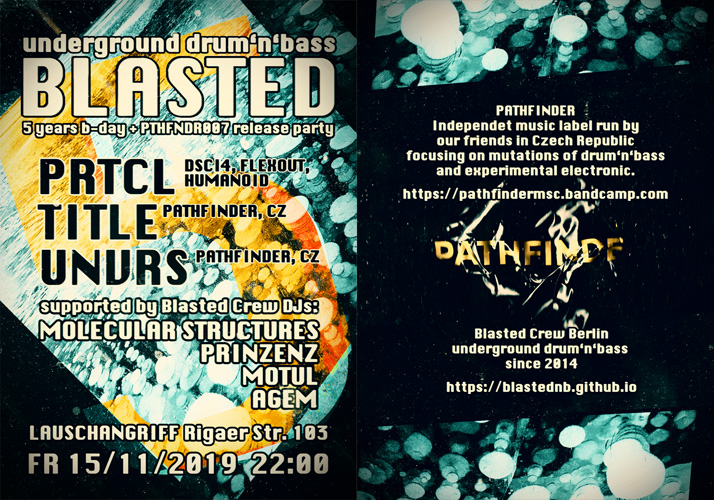 underground drum'n'bass
BLASTED
5 years b-day + PTHFNDR007 release party
PRTCL DSCI4, FLEXOUT,
HUMANOID
TITLE PATHFINDER, CZ
UNVRS PATHFINDER, CZ
supported by Blasted Crew DJs:
MOLECULAR STRUCTURES
PRINZENZ
MOTUL
AGEM
LAUSCHANGRIFF Rigaer Str. 103
FR 15/11/2019 22:00
PATHFINDER
Independet music label run by
our friends in Czech Republic
focusing on mutations of drum'n'bass
and experimental electronic.
https://pathfindermsc.bandcamp.com
PATHFINDE
Blasted Crew Berlin
underground drum'n'bass
since 2014
https://blastednb.github.io